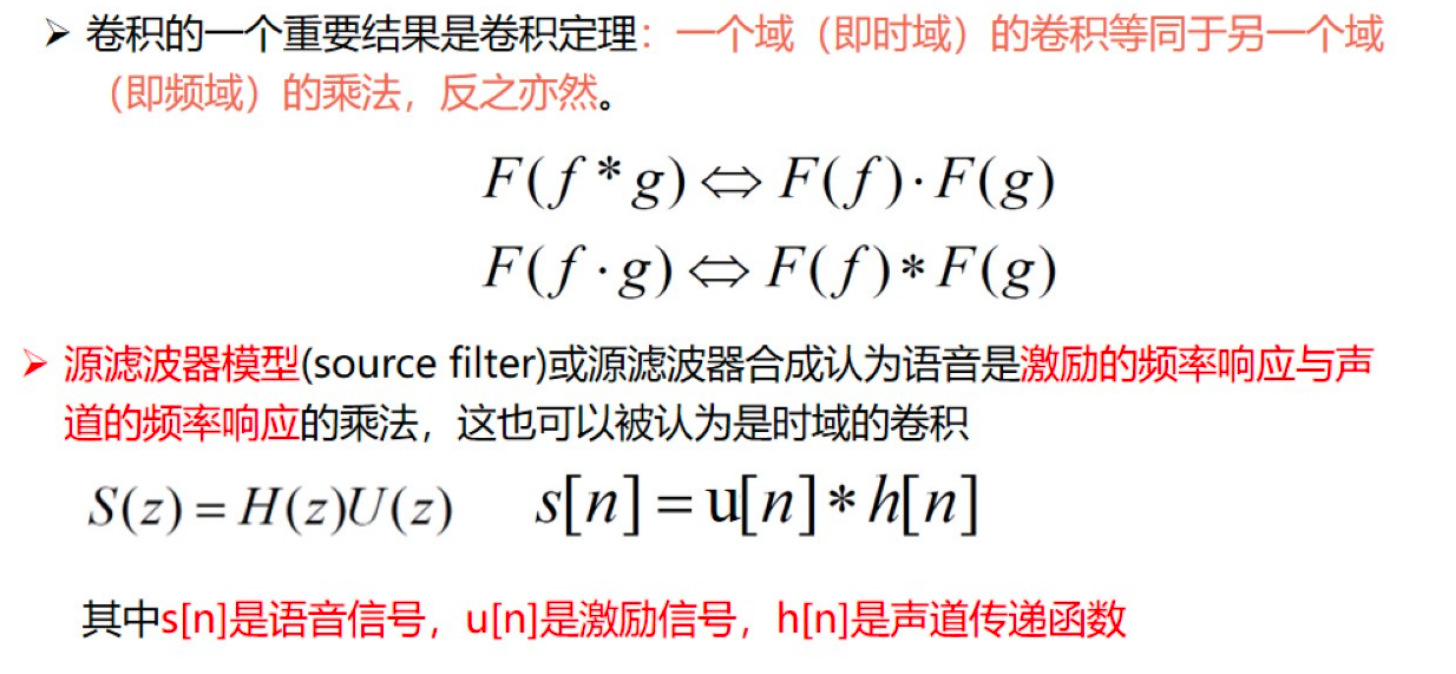 ➢ 卷积的一个重要结果是卷积定理：一个域（即时域）的卷积等同于另一个域
（即频域）的乘法，反之亦然。
F(f * g) ⇔ F(f) · F(g)
F(f · g) ⇔ F(f) * F(g)
➢ 源滤波器模型(source filter)或源滤波器合成认为语音是激励的频率响应与声
道的频率响应的乘法，这也可以被认为是时域的卷积
S(z) = H(z)U(z) s[n] = u[n] * h[n]
其中s[n]是语音信号，u[n]是激励信号，h[n]是声道传递函数